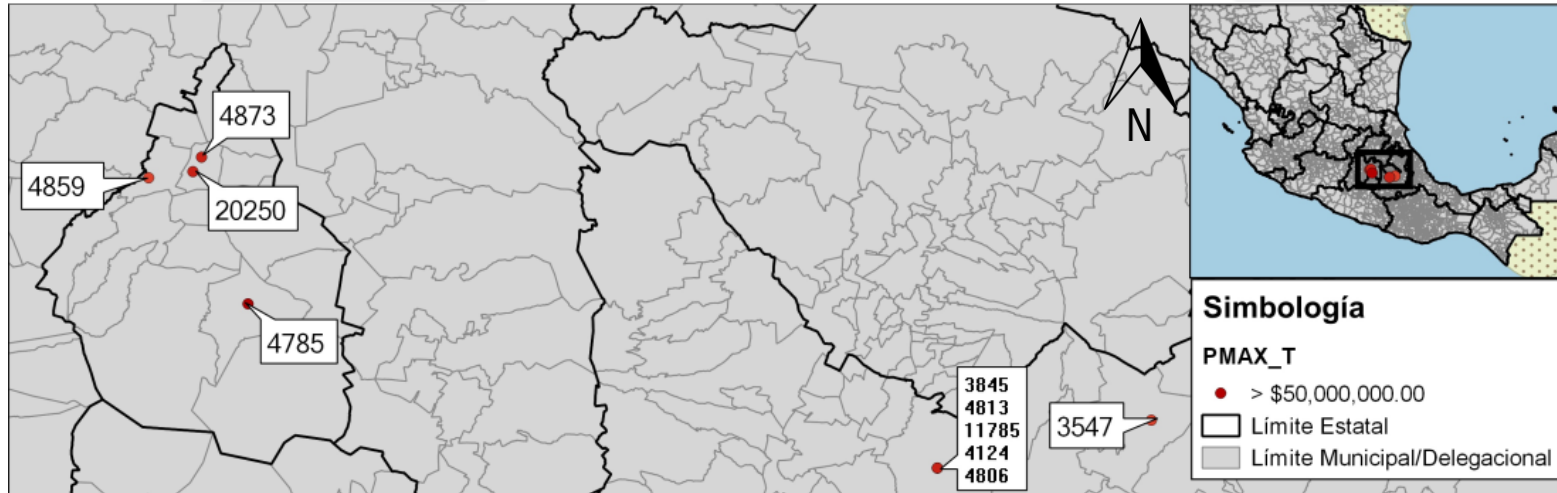 4873
4859
20250
4785
3845
4813
11785
4124
4806
3547
N
Simbología
PMAX_T
> $50,000,000.00
Límite Estatal
Límite Municipal/Delegacional